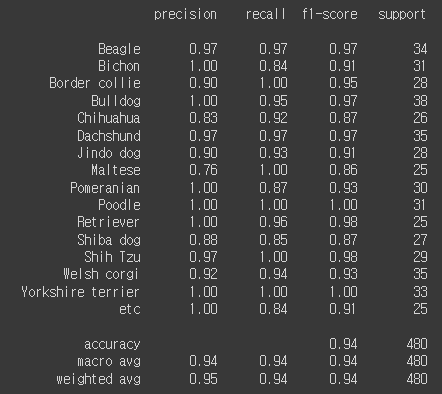 precision recall f1-score support
Beagle 0.97 0.97 0.97 34
Bichon 1.00 0.84 0.91 31
Border collie 0.90 1.00 0.95 28
Bulldog 1.00 0.95 0.97 38
Chihuahua 0.83 0.92 0.87 26
Dachshund 0.97 0.97 0.97 35
Jindo dog 0.90 0.93 0.91 28
Maltese 0.76 1.00 0.86 25
Pomeranian 1.00 0.87 0.93 30
Poodle 1.00 1.00 1.00 31
Retriever 1.00 0.96 0.98 25
Shiba dog 0.88 0.85 0.87 27
Shih Tzu 0.97 1.00 0.98 29
Welsh corgi 0.92 0.94 0.93 35
Yorkshire terrier 1.00 1.00 1.00 33
etc 1.00 0.84 0.91 25
accuracy 0.94 480
macro avg 0.94 0.94 0.94 480
weighted avg 0.95 0.94 0.94 480